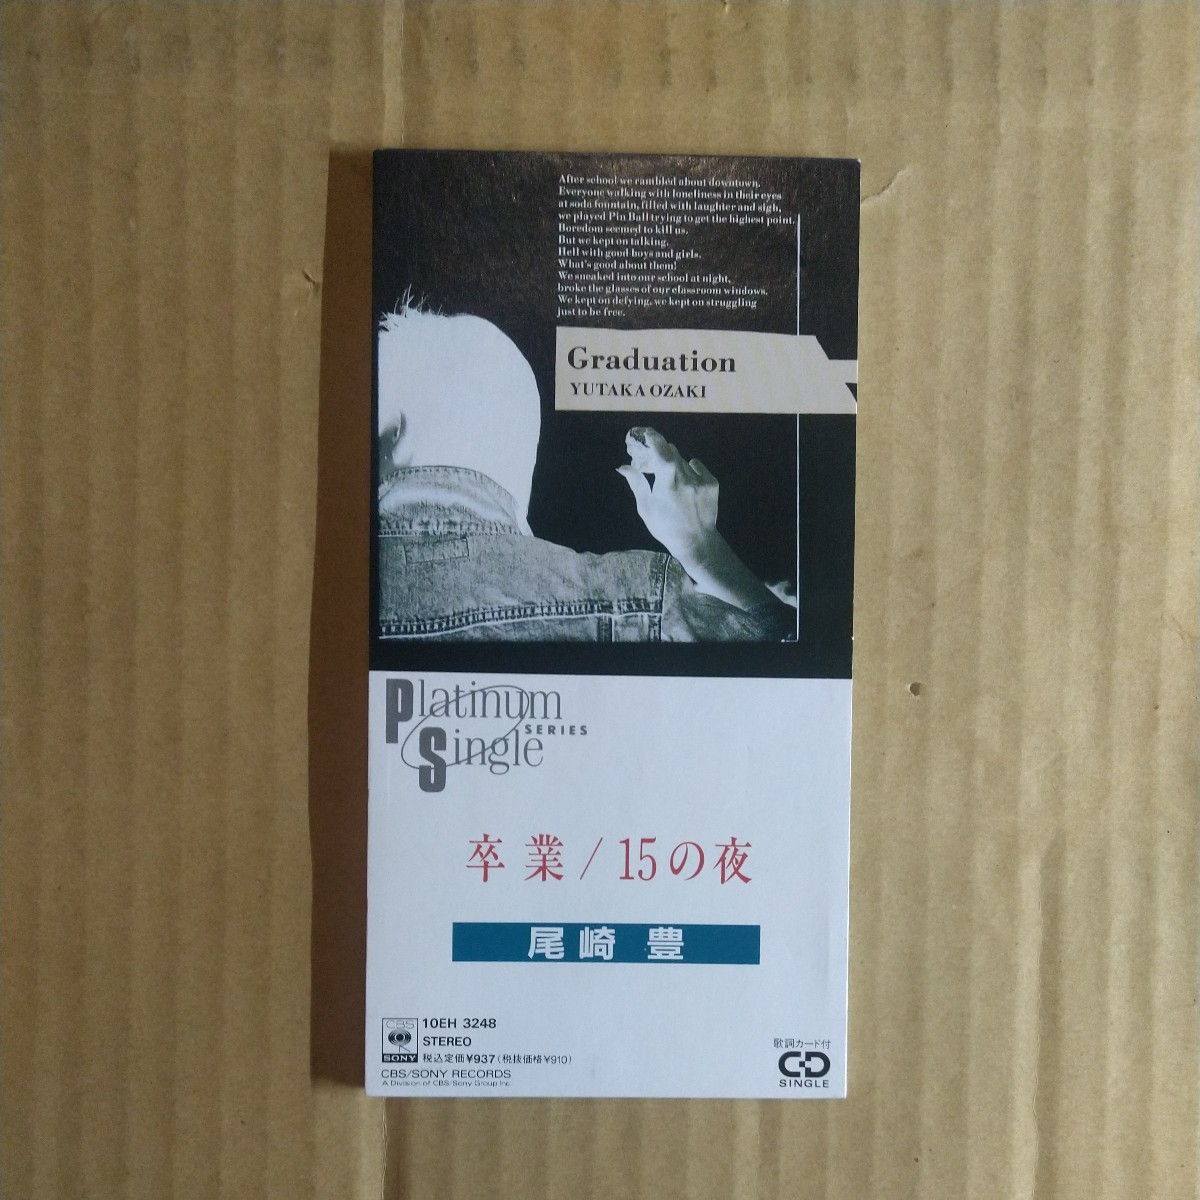 After school we rambled about downtown.
Everyone walking with loneliness in their eyes
at soda fountain, filled with laughter and sigh,
we played Pin Ball trying to get the highest point.
Boredom seemed to kill us.
But we kept on talking.
Hell with good boys and girls.
What's good about them!
We sneaked into our school at night,
broke the glasses of our classroom windows.
We kept on defying, we kept on struggling
just to be free.
Graduation
YUTAKA OZAKI
Platinum
SERIES
Single
卒業/15の夜
尾崎 豊
CBS
SONY
10EH 3248
STEREO
税込定価¥937(税抜価格¥910)
CBS/SONY RECORDS
A Division of CBS/Sony Group Inc.
歌詞カード付
CD
SINGLE